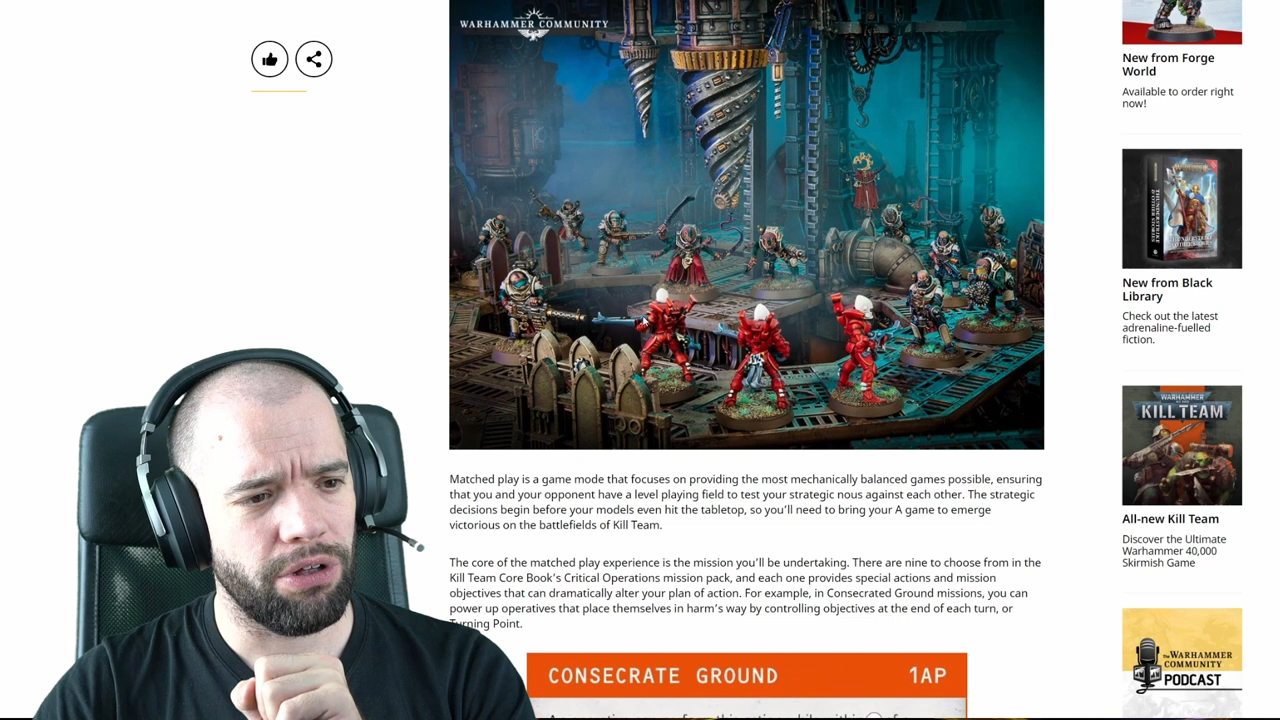 WARHAMMER COMMUNITY
Matched play is a game mode that focuses on providing the most mechanically balanced games possible, ensuring
that you and your opponent have a level playing field to test your strategic nous against each other. The strategic
decisions begin before your models even hit the tabletop, so you’ll need to bring your A game to emerge
victorious on the battlefields of Kill Team.
The core of the matched play experience is the mission you’ll be undertaking. There are nine to choose from in the
Kill Team Core Book’s Critical Operations mission pack, and each one provides special actions and mission
objectives that can dramatically alter your plan of action. For example, in Consecrated Ground missions, you can
power up operatives that place themselves in harm’s way by controlling objectives at the end of each turn, or
Turning Point.
CONSECRATE GROUND 1AP
New from Forge
World
Available to order right
now!
New from Black
Library
Check out the latest
adrenaline-fuelled
fiction.
WARHAMMER
KILL TEAM
All-new Kill Team
Discover the Ultimate
Warhammer 40,000
Skirmish Game
The WARHAMMER
COMMUNITY
PODCAST